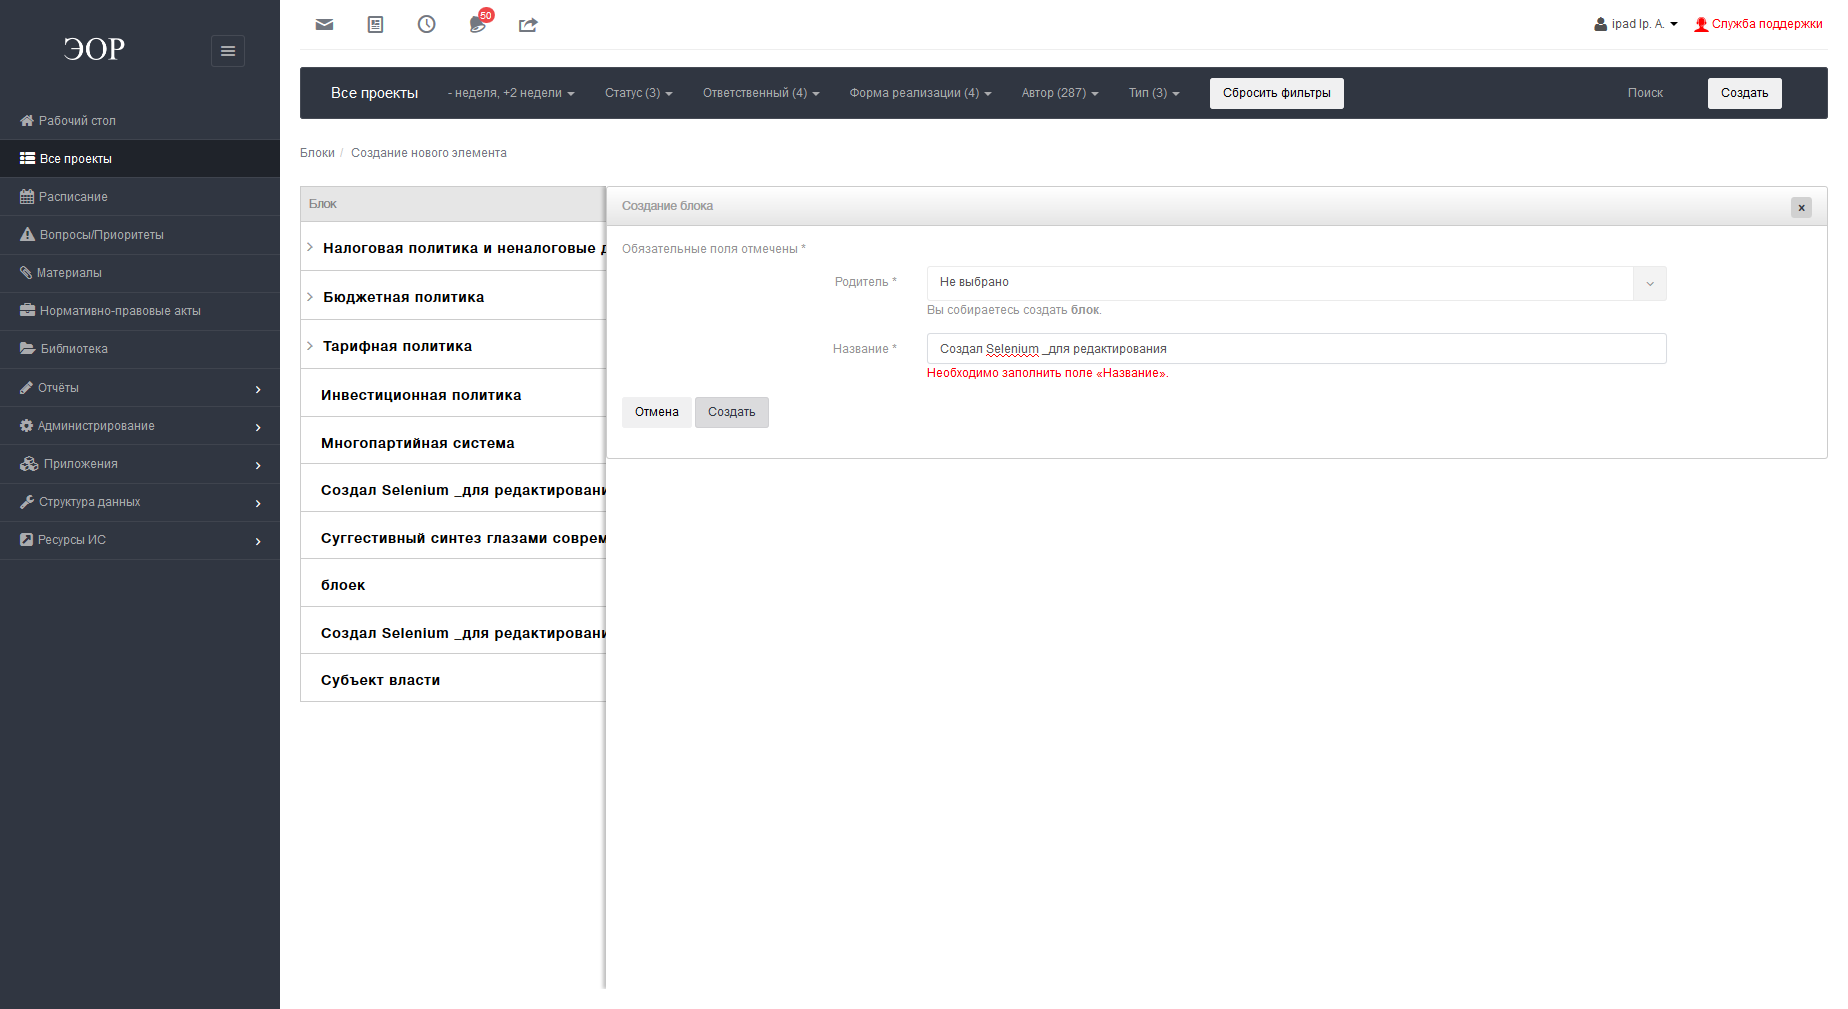 ЭОР
Рабочий стол
Все проекты
Расписание
Вопросы/Приоритеты
Материалы
Нормативно-правовые акты
Библиотека
Отчёты
Администрирование
Приложения
Структура данных
Ресурсы ИС
50
ipad Ip. A.
Служба поддержки
Все проекты
- неделя, +2 недели
Статус (3)
Ответственный (4)
Форма реализации (4)
Автор (287)
Тип (3)
Сбросить фильтры
Поиск
Создать
Блоки / Создание нового элемента
Блок
Налоговая политика и неналоговые д
Бюджетная политика
Тарифная политика
Инвестиционная политика
Многопартийная система
Создал Selenium _для редактировани
Суггестивный синтез глазами соврем
блоек
Создал Selenium _для редактировани
Субъект власти
Создание блока
×
Обязательные поля отмечены *
Родитель *
Не выбрано
Вы собираетесь создать блок.
Название *
Создал Selenium _для редактирования
Необходимо заполнить поле «Название».
Отмена
Создать